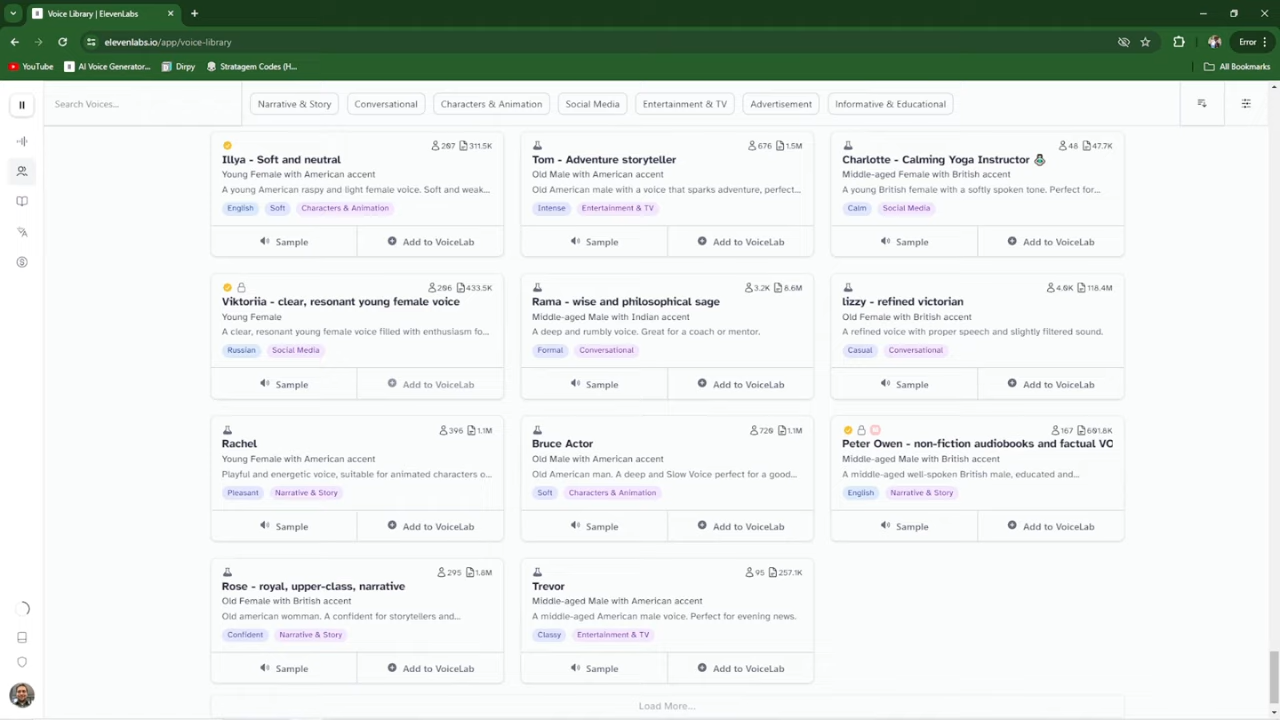 Voice Library | ElevenLabs
elevenlabs.io/app/voice-library
Error
YouTube
AI Voice Generator...
Dirpy
Stratagem Codes (H...
All Bookmarks
Search Voices...
Narrative & Story
Conversational
Characters & Animation
Social Media
Entertainment & TV
Advertisement
Informative & Educational
207 311.5K
Illya - Soft and neutral
Young Female with American accent
A young American raspy and light female voice. Soft and weak...
English Soft Characters & Animation
Sample Add to VoiceLab
676 1.5M
Tom - Adventure storyteller
Old Male with American accent
Old American male with a voice that sparks adventure, perfect...
Intense Entertainment & TV
Sample Add to VoiceLab
48 47.7K
Charlotte - Calming Yoga Instructor
Middle-aged Female with British accent
A young British female with a softly spoken tone. Perfect for...
Calm Social Media
Sample Add to VoiceLab
206 433.5K
Viktoriia - clear, resonant young female voice
Young Female
A clear, resonant young female voice filled with enthusiasm fo...
Russian Social Media
Sample Add to VoiceLab
3.2K 8.6M
Rama - wise and philosophical sage
Middle-aged Male with Indian accent
A deep and rumbly voice. Great for a coach or mentor.
Formal Conversational
Sample Add to VoiceLab
4.0K 118.4M
lizzy - refined victorian
Old Female with British accent
A refined voice with proper speech and slightly filtered sound.
Casual Conversational
Sample Add to VoiceLab
396 1.1M
Rachel
Young Female with American accent
Playful and energetic voice, suitable for animated characters o...
Pleasant Narrative & Story
Sample Add to VoiceLab
720 1.1M
Bruce Actor
Old Male with American accent
Old American man. A deep and Slow Voice perfect for a good...
Soft Characters & Animation
Sample Add to VoiceLab
167 601.8K
Peter Owen - non-fiction audiobooks and factual VO
Middle-aged Male with British accent
A middle-aged well-spoken British male, educated and...
English Narrative & Story
Sample Add to VoiceLab
295 1.8M
Rose - royal, upper-class, narrative
Old Female with British accent
Old american womman. A confident for storytellers and...
Confident Narrative & Story
Sample Add to VoiceLab
95 257.1K
Trevor
Middle-aged Male with American accent
A middle-aged American male voice. Perfect for evening news.
Classy Entertainment & TV
Sample Add to VoiceLab
Load More...